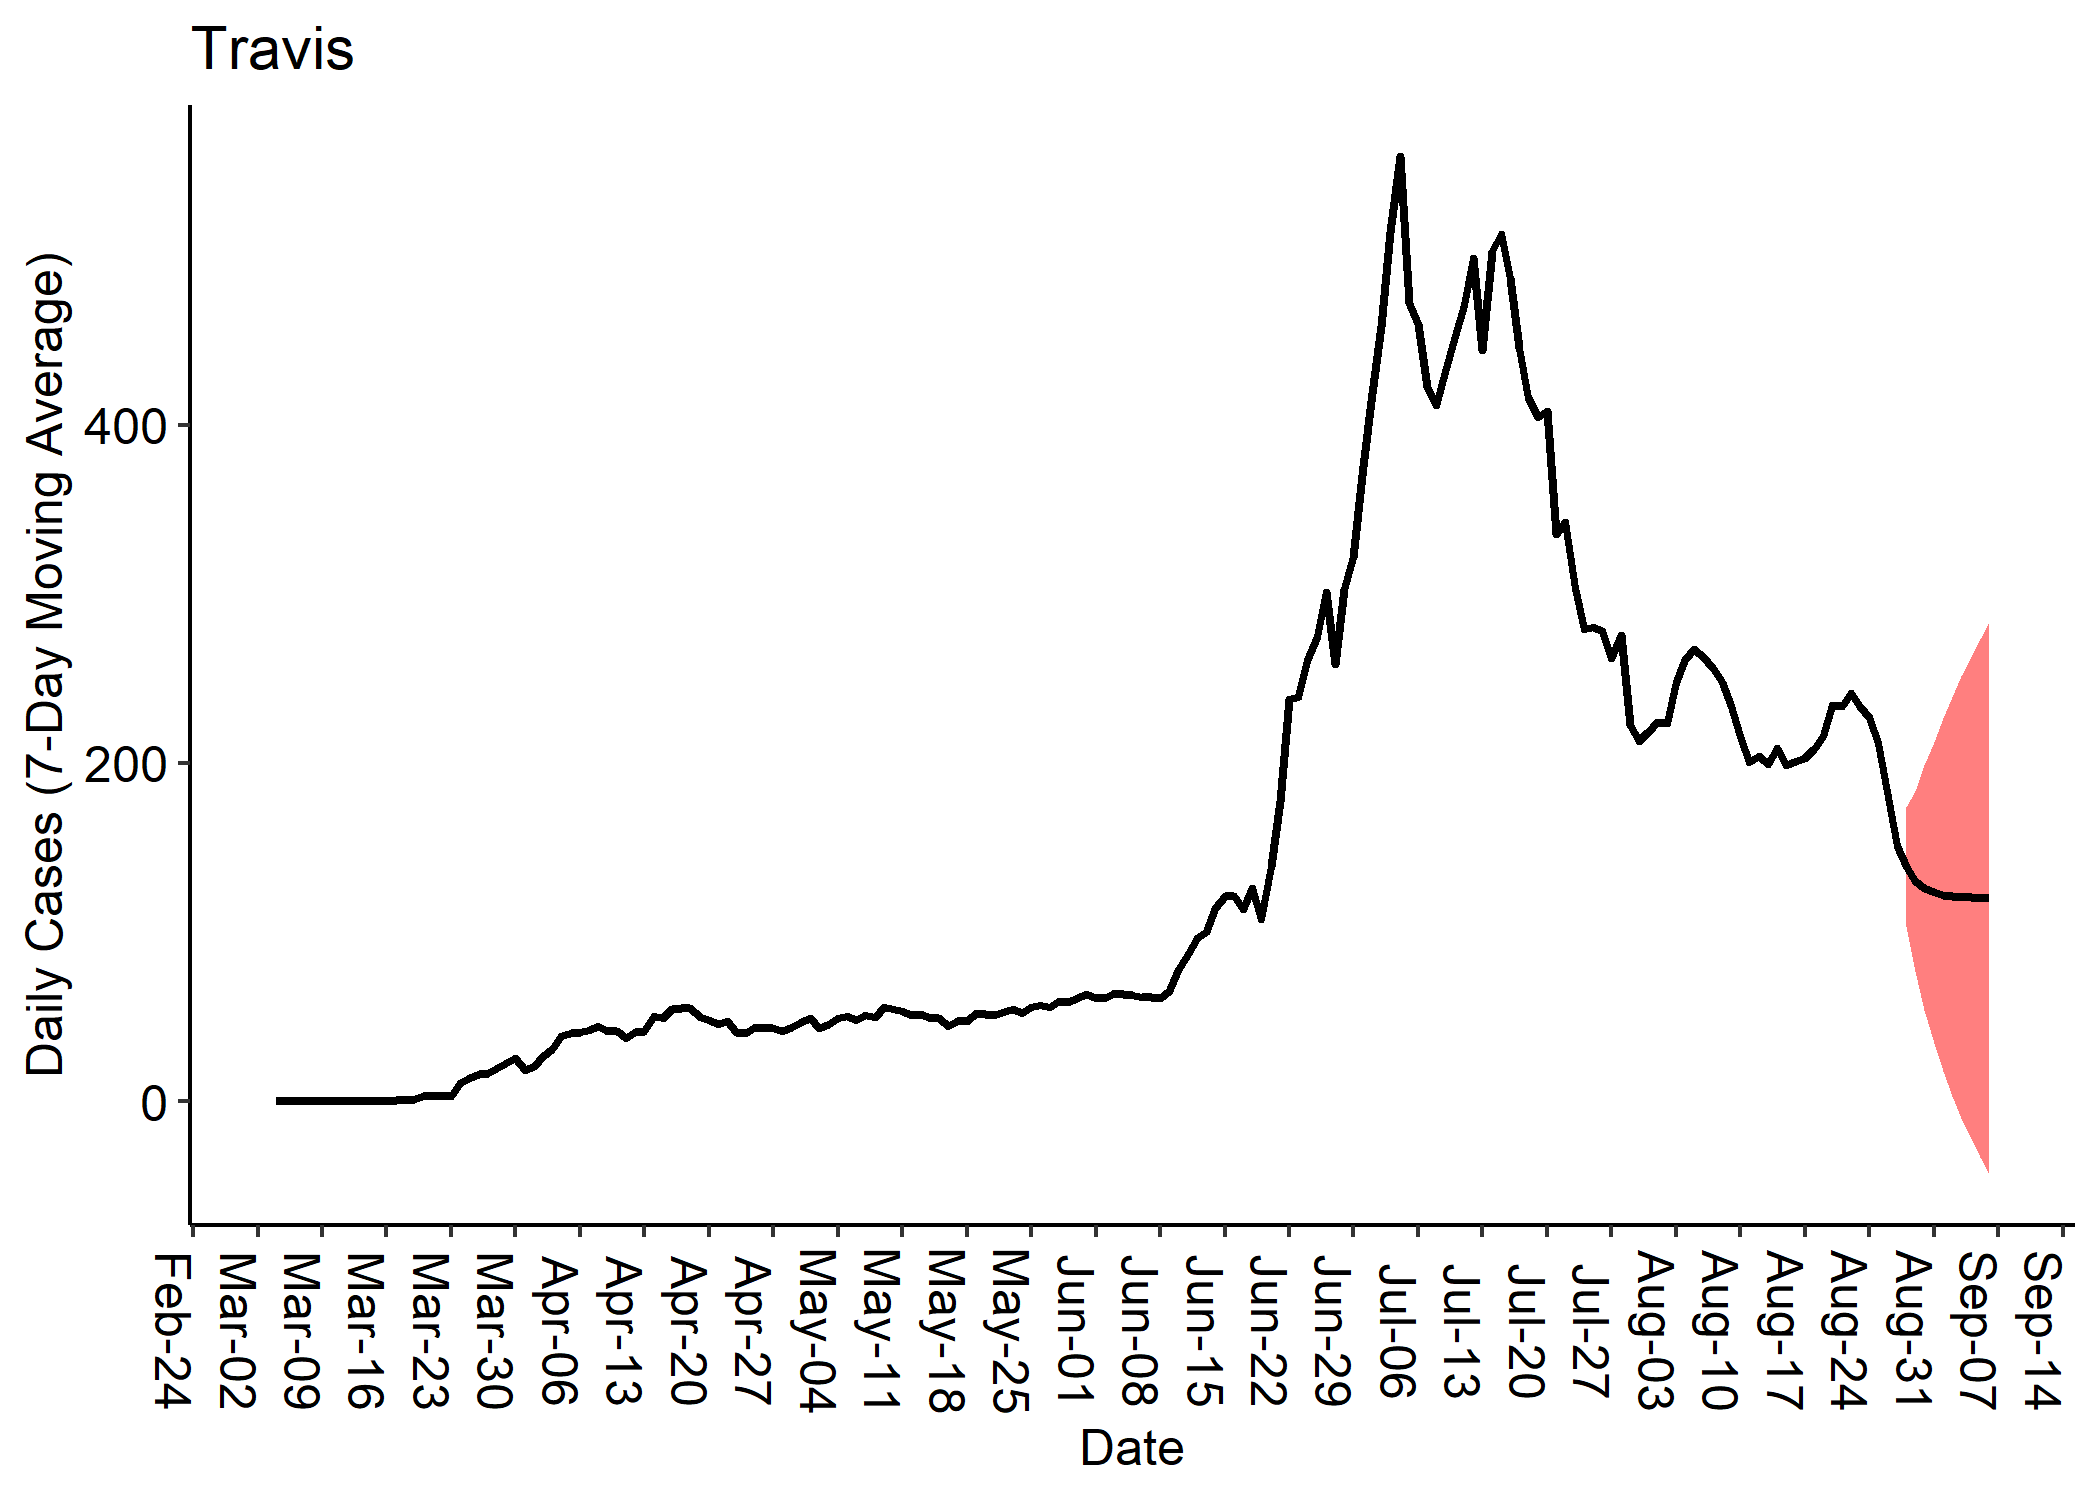 Travis
Daily Cases (7-Day Moving Average)
400
200
0
Feb-24
Mar-02
Mar-09
Mar-16
Mar-23
Mar-30
Apr-06
Apr-13
Apr-20
Apr-27
May-04
May-11
May-18
May-25
Jun-01
Jun-08
Jun-15
Jun-22
Jun-29
Jul-06
Jul-13
Jul-20
Jul-27
Aug-03
Aug-10
Aug-17
Aug-24
Aug-31
Sep-07
Sep-14
Date